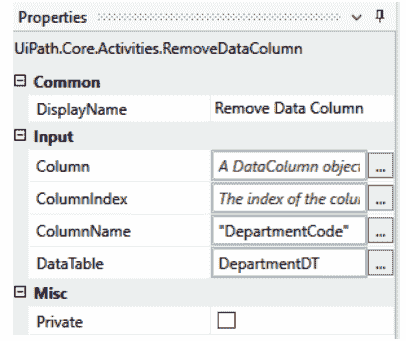 Properties
UiPath.Core.Activities.RemoveDataColumn
Common
DisplayName Remove Data Column
Input
Column A DataColumn object ...
ColumnIndex The index of the colu ...
ColumnName "DepartmentCode" ...
DataTable DepartmentDT ...
Misc
Private